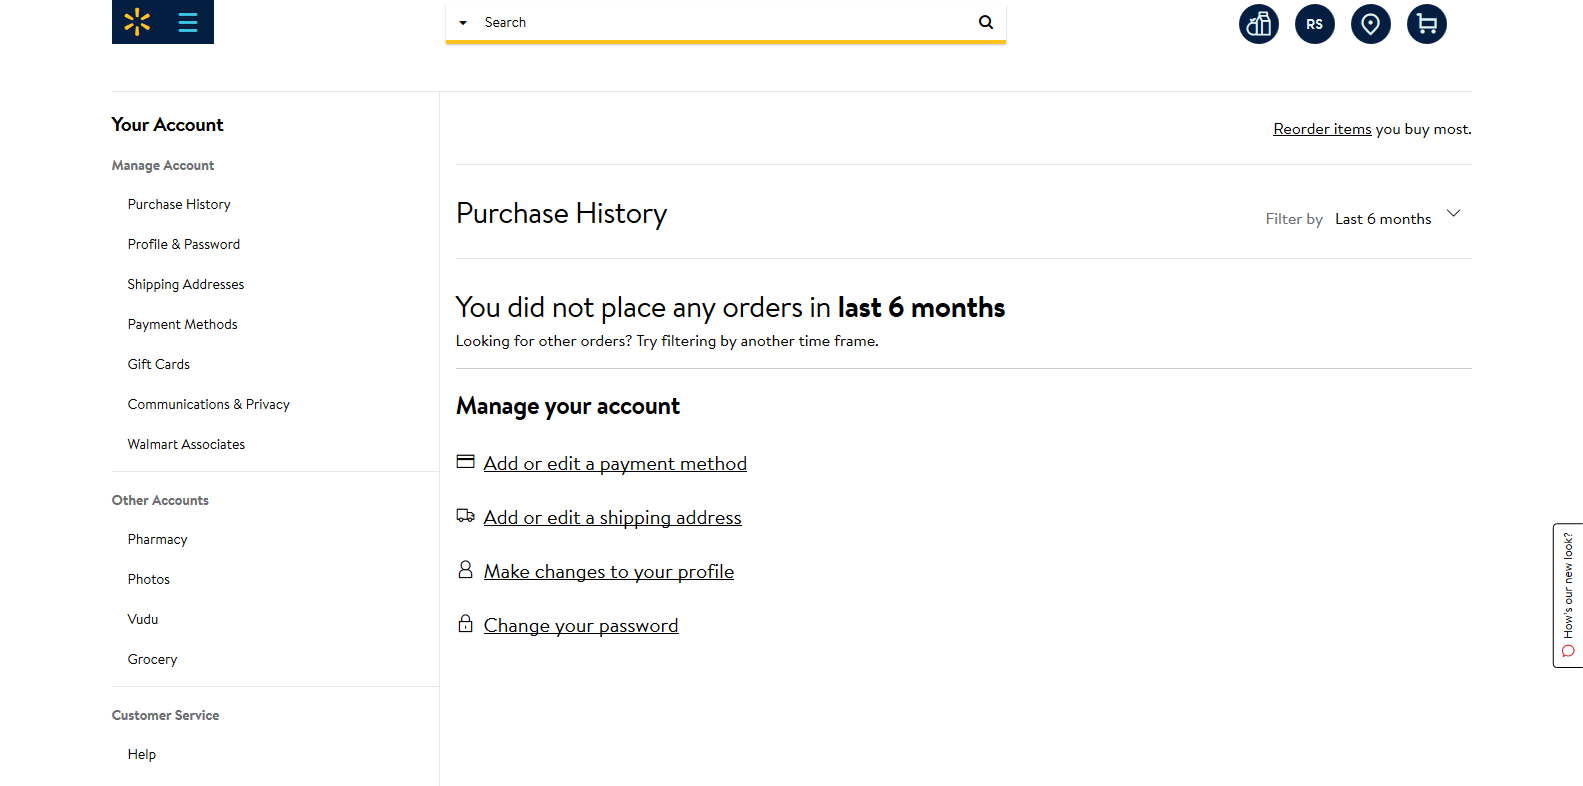 Search
RS
Your Account
Manage Account
Purchase History
Profile & Password
Shipping Addresses
Payment Methods
Gift Cards
Communications & Privacy
Walmart Associates
Other Accounts
Pharmacy
Photos
Vudu
Grocery
Customer Service
Help
Reorder items you buy most.
Purchase History
Filter by Last 6 months
You did not place any orders in last 6 months
Looking for other orders? Try filtering by another time frame.
Manage your account
Add or edit a payment method
Add or edit a shipping address
Make changes to your profile
Change your password
How's our new look?